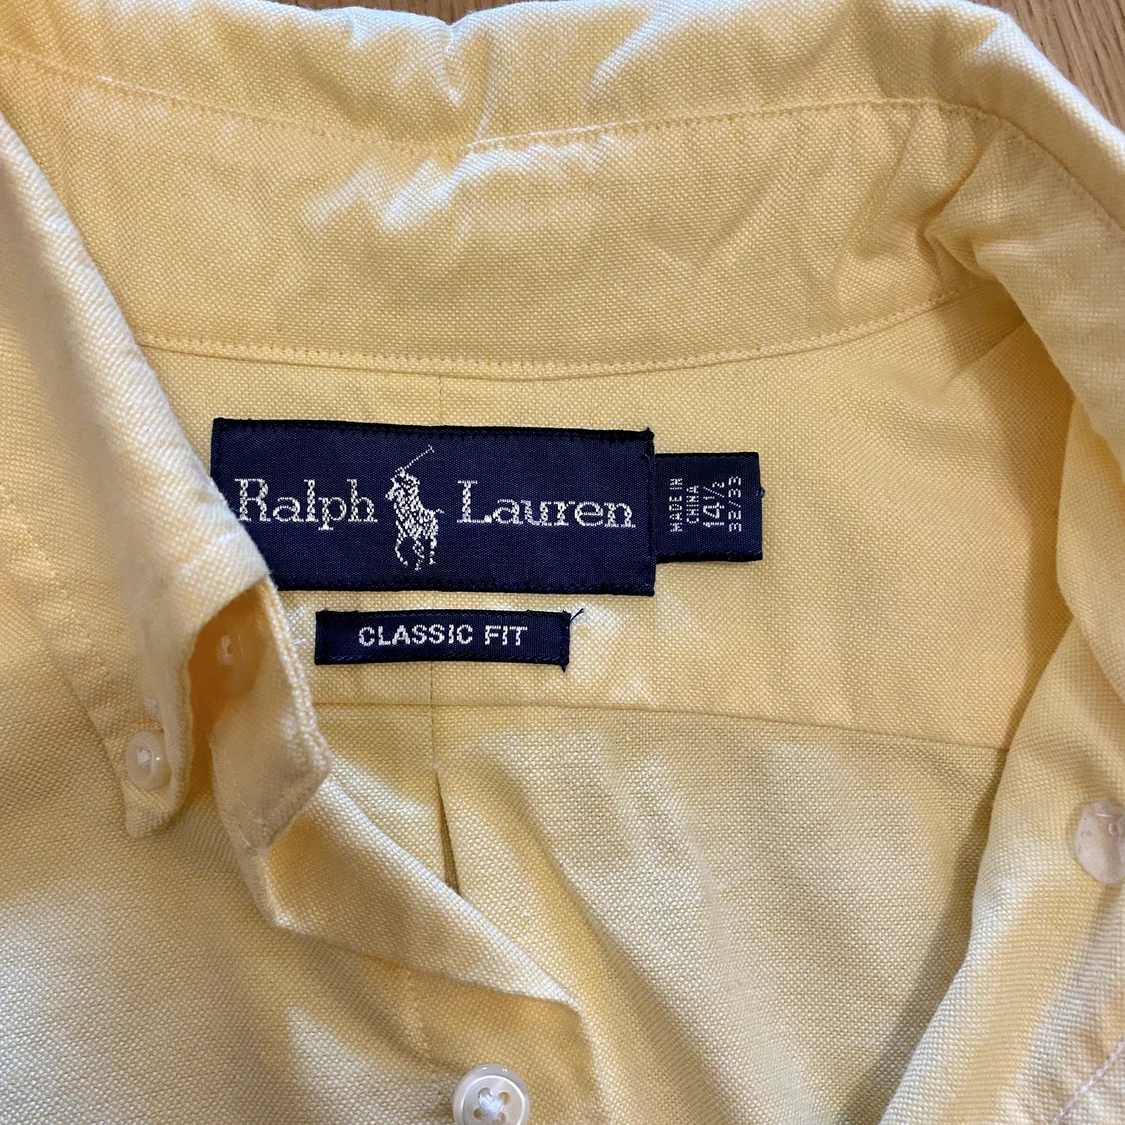 Ralph Lauren
MADE IN
CHINA
14½
32/33
CLASSIC FIT